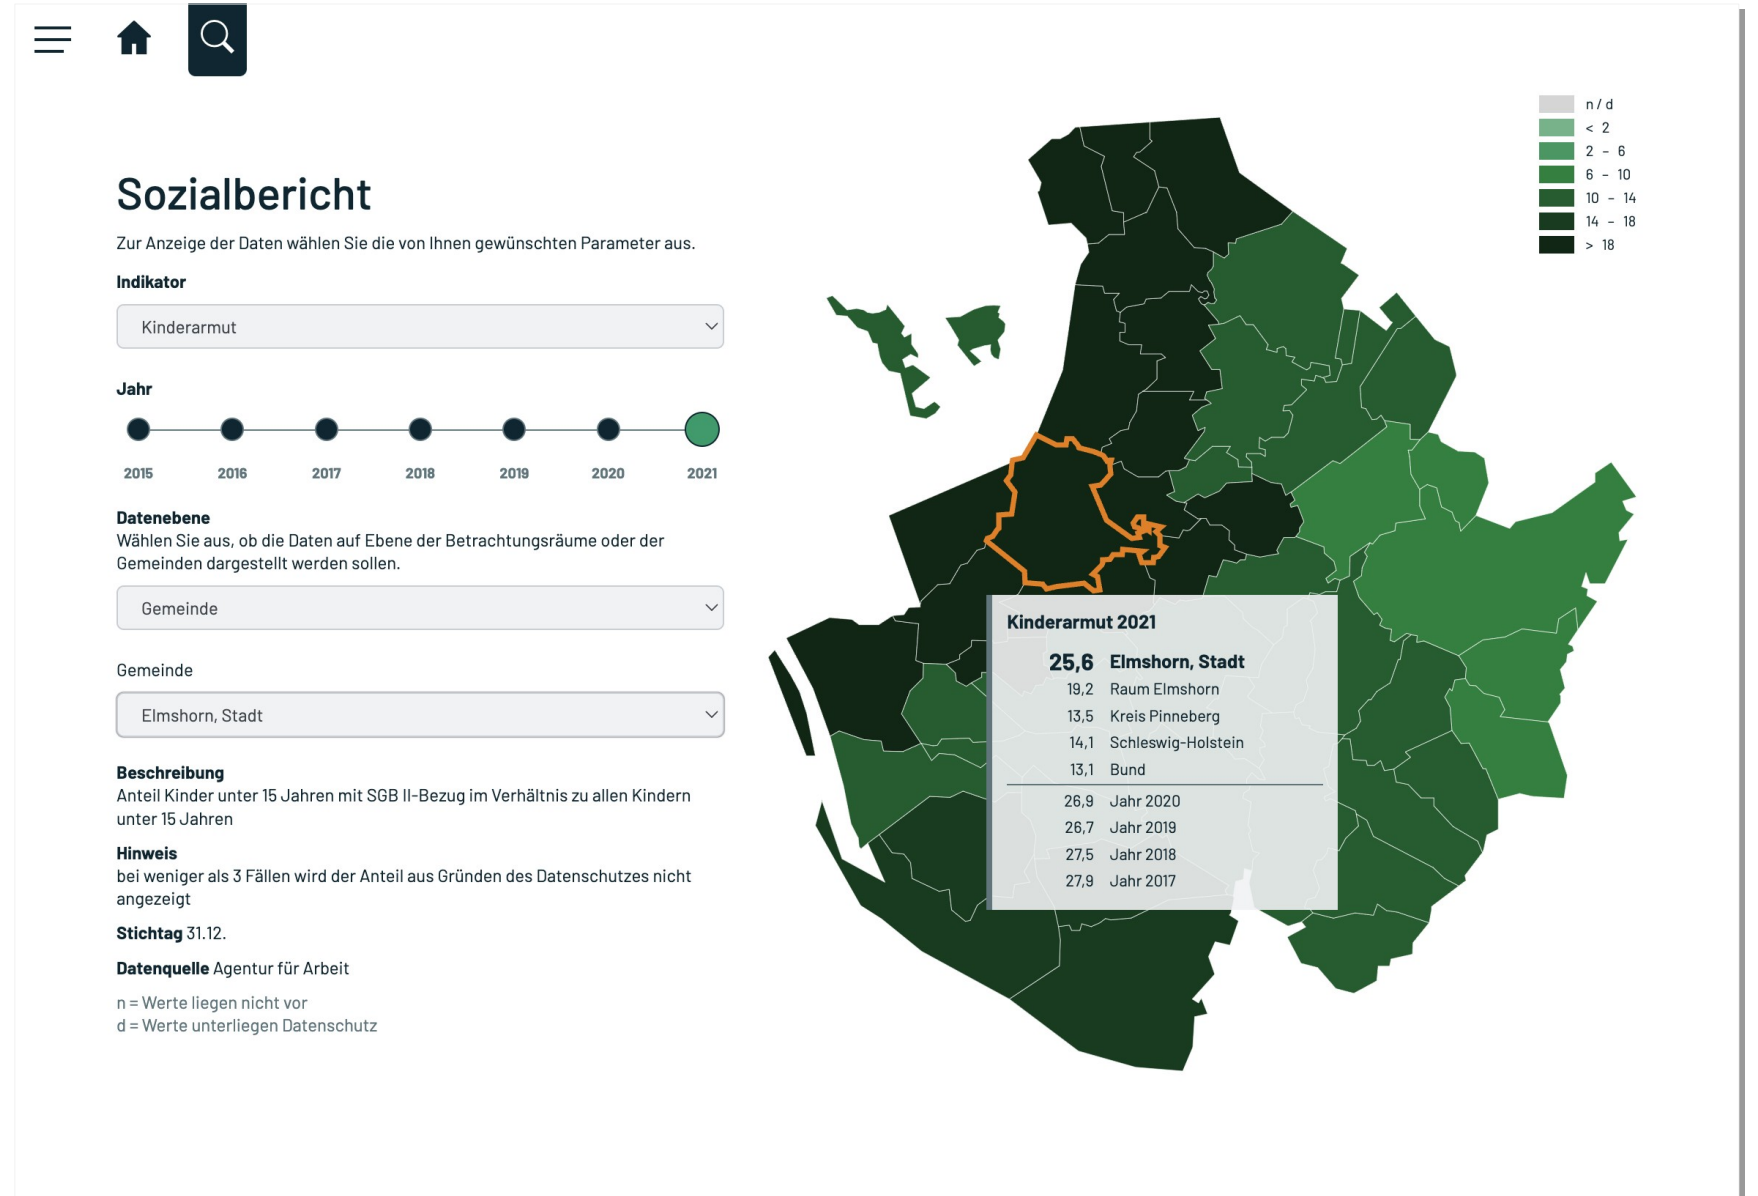 n / d
< 2
2 – 6
6 – 10
10 – 14
14 – 18
> 18
Sozialbericht
Zur Anzeige der Daten wählen Sie die von Ihnen gewünschten Parameter aus.
Indikator
Kinderarmut
Jahr
2015 2016 2017 2018 2019 2020 2021
Datenebene
Wählen Sie aus, ob die Daten auf Ebene der Betrachtungsräume oder der
Gemeinden dargestellt werden sollen.
Gemeinde
Gemeinde
Elmshorn, Stadt
Beschreibung
Anteil Kinder unter 15 Jahren mit SGB II-Bezug im Verhältnis zu allen Kindern
unter 15 Jahren
Hinweis
bei weniger als 3 Fällen wird der Anteil aus Gründen des Datenschutzes nicht
angezeigt
Stichtag 31.12.
Datenquelle Agentur für Arbeit
n = Werte liegen nicht vor
d = Werte unterliegen Datenschutz
Kinderarmut 2021
25,6 Elmshorn, Stadt
19,2 Raum Elmshorn
13,5 Kreis Pinneberg
14,1 Schleswig-Holstein
13,1 Bund
26,9 Jahr 2020
26,7 Jahr 2019
27,5 Jahr 2018
27,9 Jahr 2017